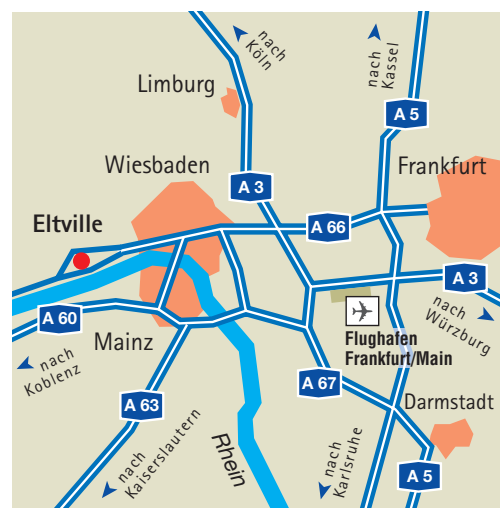 nach
Köln
nach
Kassel
Limburg
A 5
Wiesbaden
Frankfurt
A 3
Eltville
A 66
A 3
A 60
nach
Würzburg
Mainz
Flughafen
Frankfurt/Main
nach
Koblenz
A 67
A 63
Darmstadt
nach
Kaiserslautern
Rhein
nach
Karlsruhe
A 5